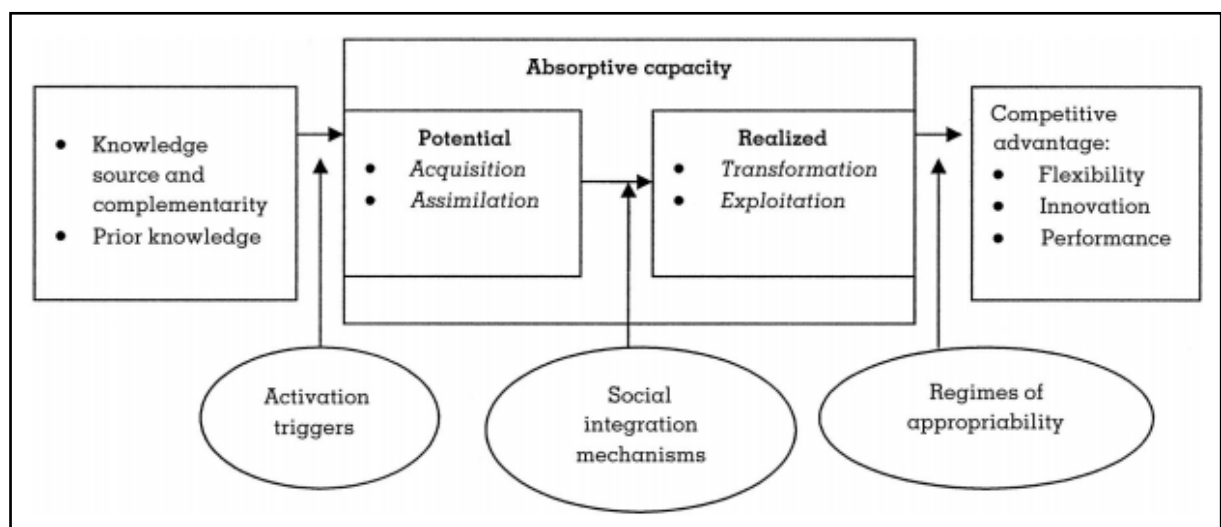 Absorptive capacity
• Knowledge
source and
complementarity
• Prior knowledge
Potential
• Acquisition
• Assimilation
Realized
• Transformation
• Exploitation
Competitive
advantage:
• Flexibility
• Innovation
• Performance
Activation
triggers
Social
integration
mechanisms
Regimes of
appropriability